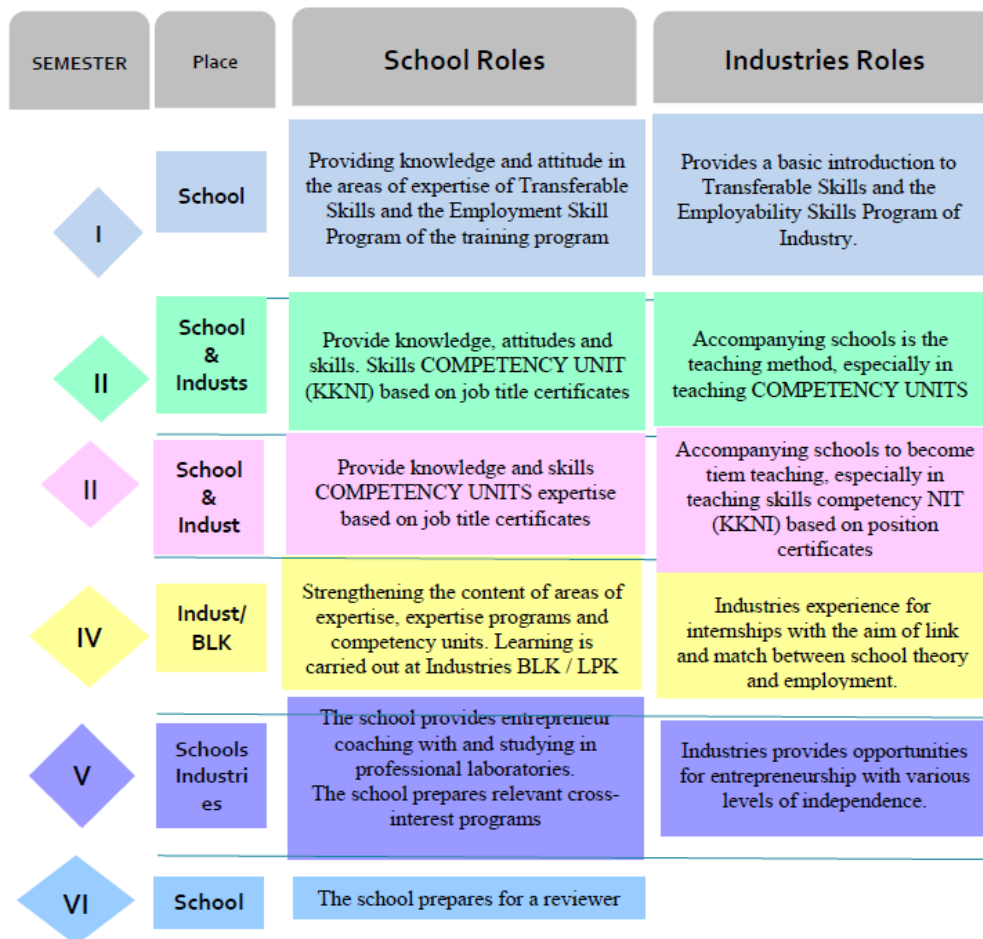 SEMESTER
Place
School Roles
Industries Roles
I
School
Providing knowledge and attitude in
the areas of expertise of Transferable
Skills and the Employment Skill
Program of the training program
Provides a basic introduction to
Transferable Skills and the
Employability Skills Program of
Industry.
II
School
&
Industs
Provide knowledge, attitudes and
skills. Skills COMPETENCY UNIT
(KKNI) based on job title certificates
Accompanying schools is the
teaching method, especially in
teaching COMPETENCY UNITS
II
School
&
Indust
Provide knowledge and skills
COMPETENCY UNITS expertise
based on job title certificates
Accompanying schools to become
tiem teaching, especially in
teaching skills competency NIT
(KKNI) based on position
certificates
IV
Indust/
BLK
Strengthening the content of areas of
expertise, expertise programs and
competency units. Learning is
carried out at Industries BLK / LPK
Industries experience for
internships with the aim of link
and match between school theory
and employment.
V
Schools
Industri
es
The school provides entrepreneur
coaching with and studying in
professional laboratories.
The school prepares relevant cross-
interest programs
Industries provides opportunities
for entrepreneurship with various
levels of independence.
VI
School
The school prepares for a reviewer